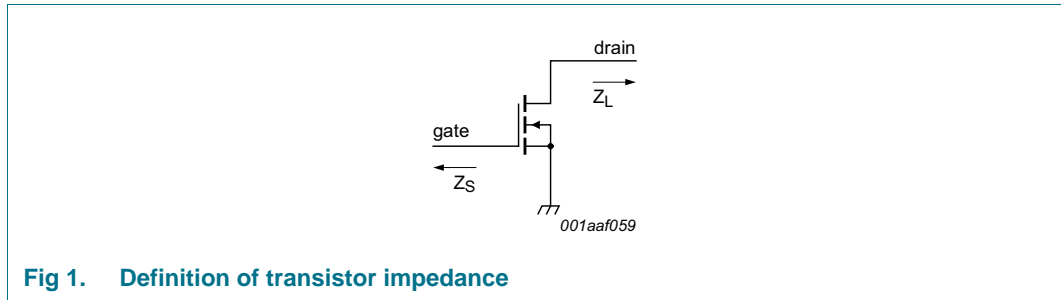 drain
Z_L
gate
Z_S
001aaf059
Fig 1. Definition of transistor impedance